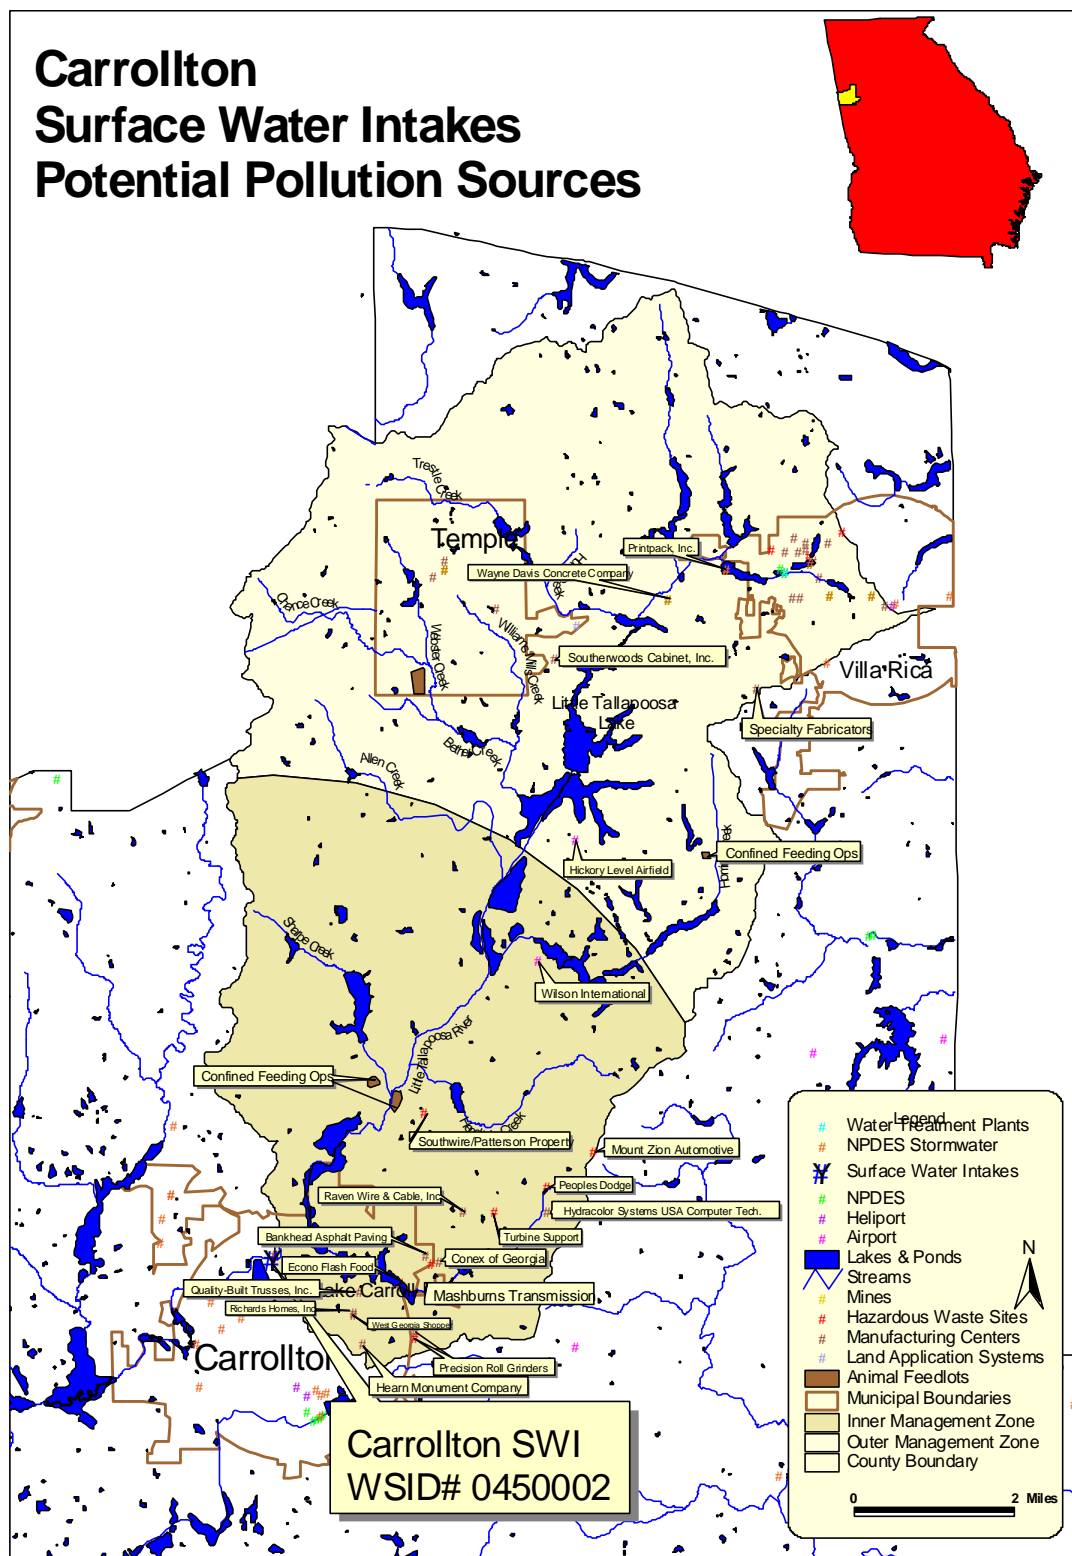 Carrollton
Surface Water Intakes
Potential Pollution Sources
Trestle Creek
Temple
Printpack, Inc.
Wayne Davis Concrete Company
Chance Creek
Webster Creek
Williams Mill Creek
Southerwoods Cabinet, Inc.
Villa Rica
Little Tallapoosa
Lake
Specialty Fabricators
Bethel Creek
Allen Creek
Confined Feeding Ops
Hickory Level Airfield
Sharpe Creek
Wilson International
Little Tallapoosa River
Confined Feeding Ops
Creek
Southwire/Patterson Property
Mount Zion Automotive
Peoples Dodge
Raven Wire & Cable, Inc
Hydracolor Systems USA Computer Tech.
Turbine Support
Bankhead Asphalt Paving
Conex of Georgia
Econo Flash Food
Quality-Built Trusses, Inc.
Lake Carroll
Mashburns Transmission
Richards Homes, Inc
West Georgia Shopper
Carrollton
Precision Roll Grinders
Hearn Monument Company
Carrollton SWI
WSID# 0450002
Legend
Water Treatment Plants
NPDES Stormwater
Surface Water Intakes
NPDES
Heliport
Airport
Lakes & Ponds
Streams
Mines
Hazardous Waste Sites
Manufacturing Centers
Land Application Systems
Animal Feedlots
Municipal Boundaries
Inner Management Zone
Outer Management Zone
County Boundary
N
0 2 Miles